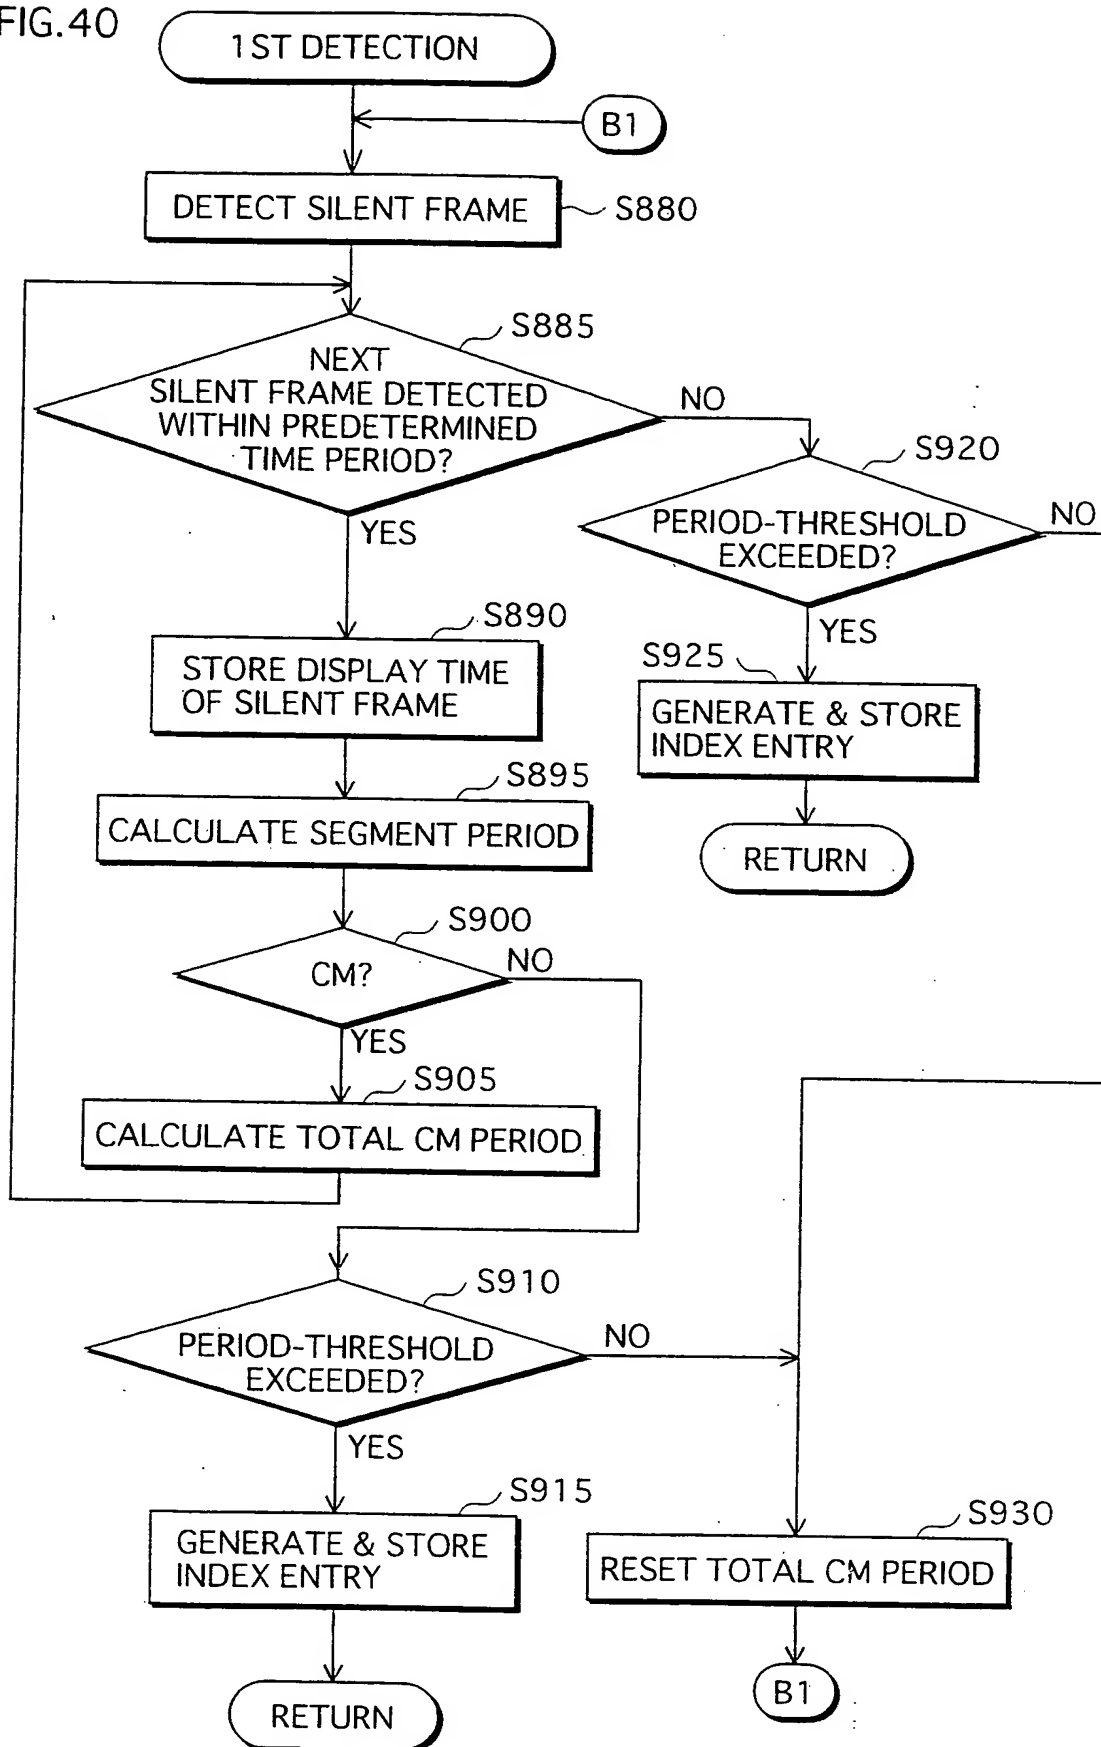 FIG.40
1ST DETECTION
B1
DETECT SILENT FRAME
S880
S885
NEXT
SILENT FRAME DETECTED
WITHIN PREDETERMINED
TIME PERIOD?
NO
YES
S920
PERIOD-THRESHOLD
EXCEEDED?
NO
YES
S890
STORE DISPLAY TIME
OF SILENT FRAME
S925
GENERATE & STORE
INDEX ENTRY
RETURN
S895
CALCULATE SEGMENT PERIOD
S900
CM?
NO
YES
S905
CALCULATE TOTAL CM PERIOD
S910
PERIOD-THRESHOLD
EXCEEDED?
NO
YES
S915
GENERATE & STORE
INDEX ENTRY
RETURN
S930
RESET TOTAL CM PERIOD
B1